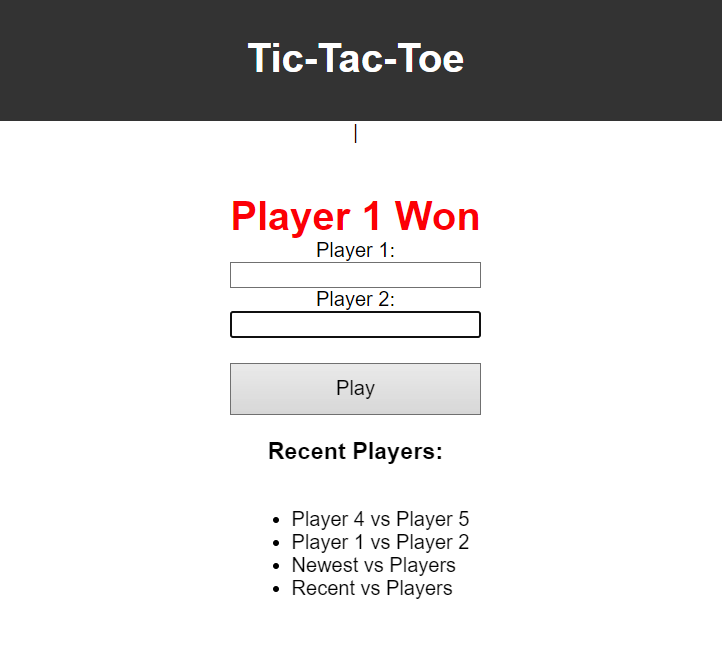 Tic-Tac-Toe
|
Player 1 Won
Player 1:
Player 2:
Play
Recent Players:
Player 4 vs Player 5
Player 1 vs Player 2
Newest vs Players
Recent vs Players